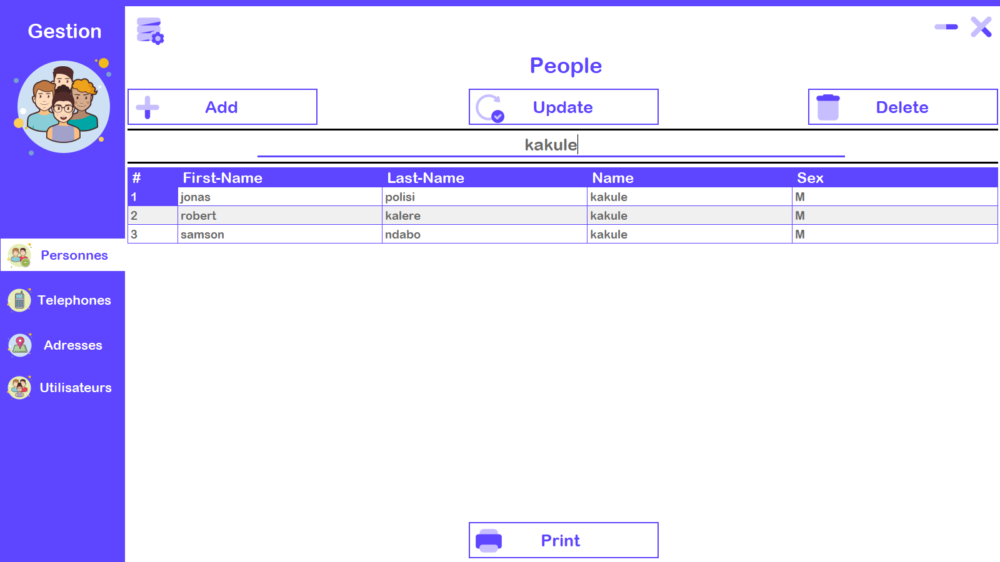 Gestion
People
Add
Update
Delete
kakule
# First-Name Last-Name Name Sex
1 jonas polisi kakule M
2 robert kalere kakule M
3 samson ndabo kakule M
Personnes
Telephones
Adresses
Utilisateurs
Print